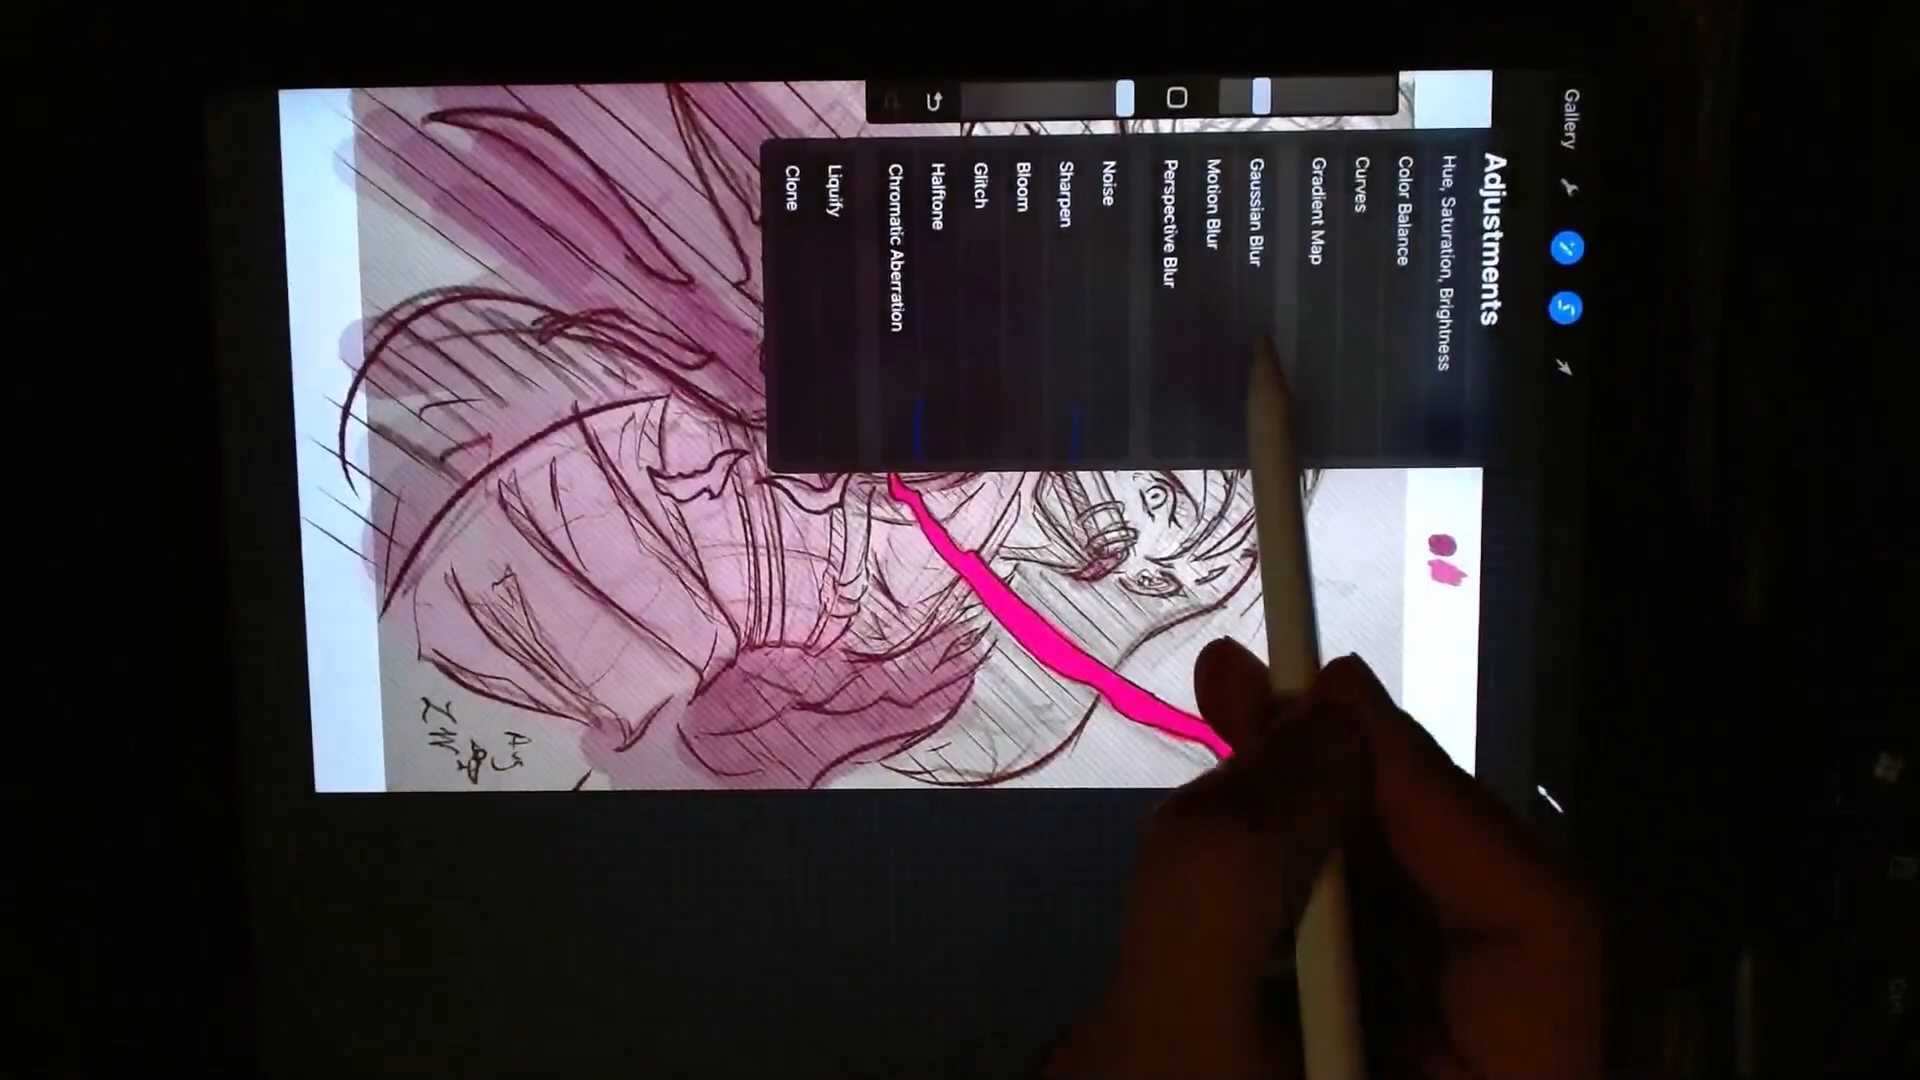 Gallery
Adjustments
Hue, Saturation, Brightness
Color Balance
Curves
Gradient Map
Gaussian Blur
Motion Blur
Perspective Blur
Noise
Sharpen
Bloom
Glitch
Halftone
Chromatic Aberration
Liquify
Clone